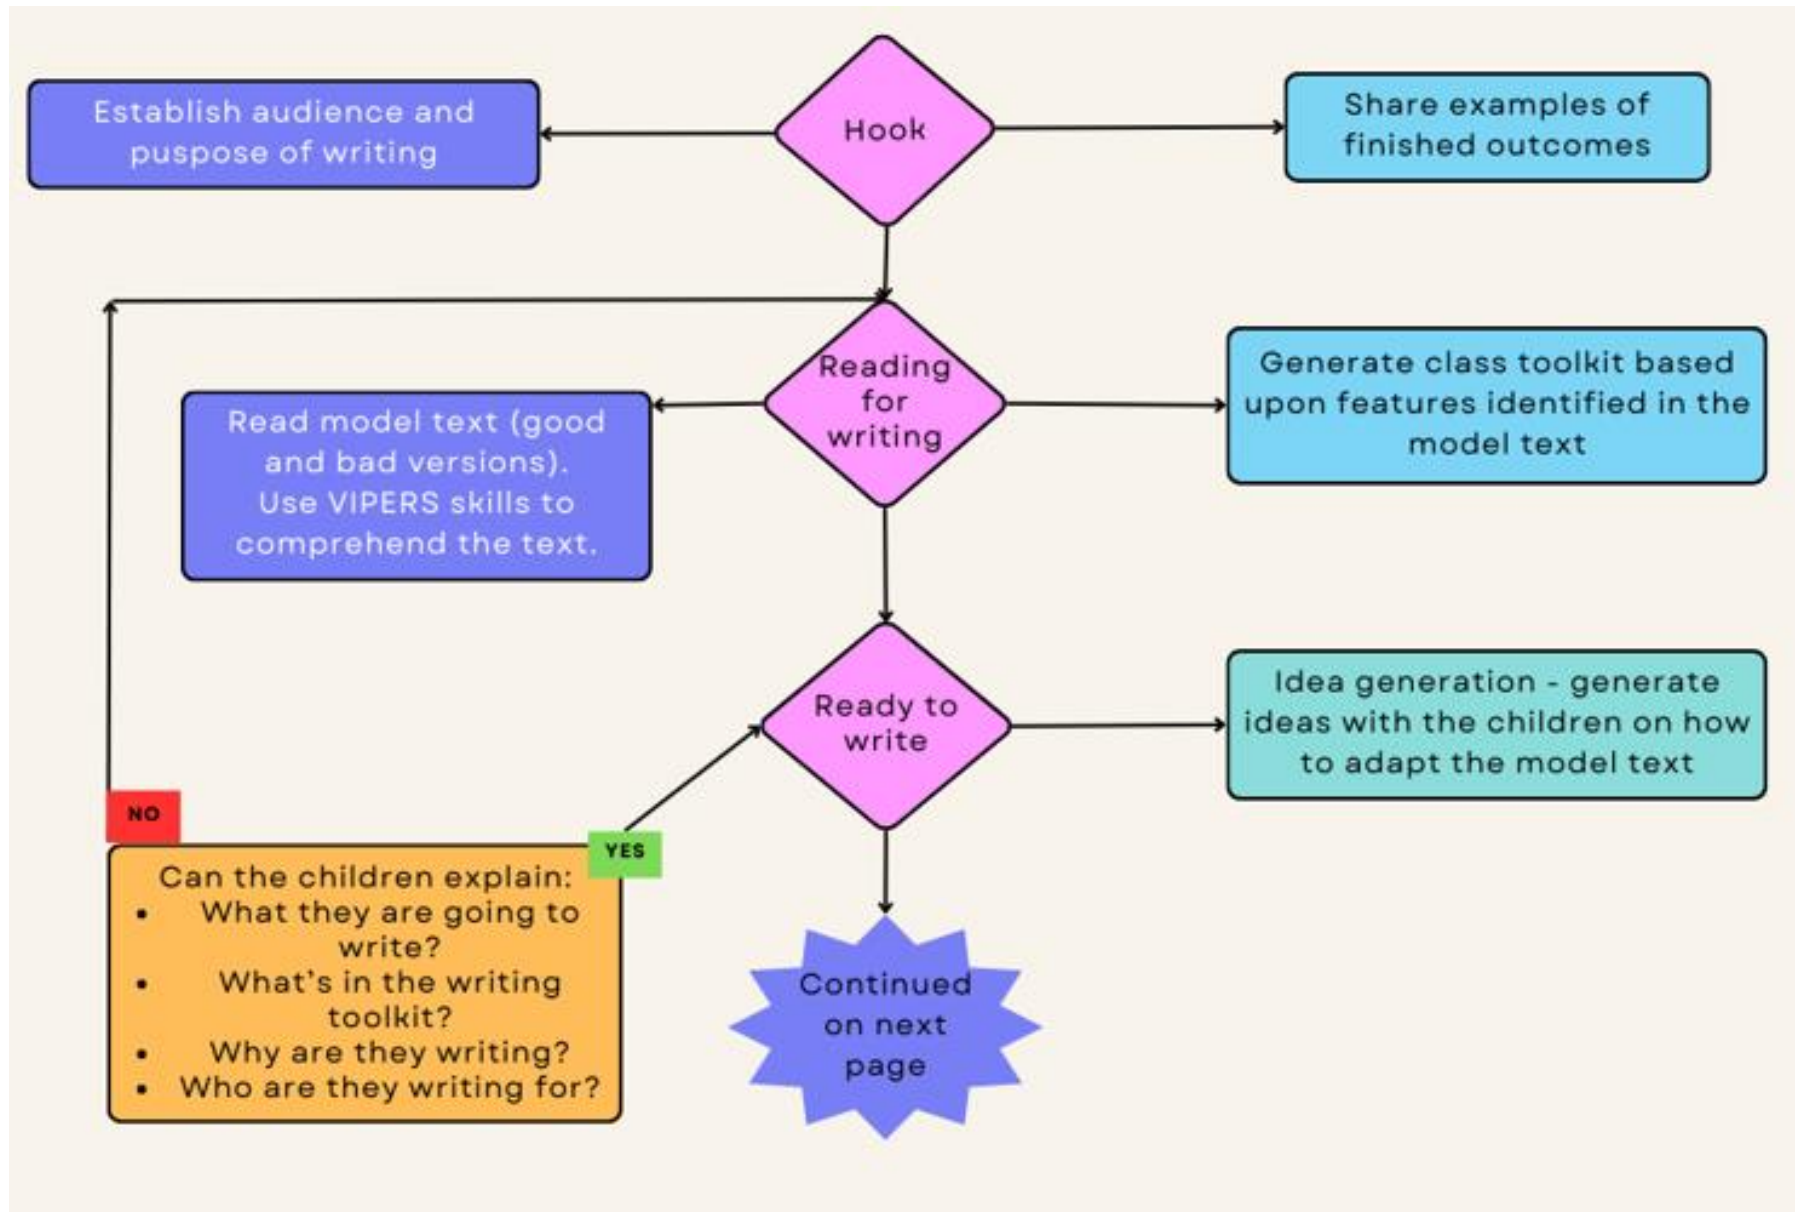 Establish audience and
puspose of writing
Hook
Share examples of
finished outcomes
Reading
for
writing
Read model text (good
and bad versions).
Use VIPERS skills to
comprehend the text.
Generate class toolkit based
upon features identified in the
model text
Ready to
write
Idea generation - generate
ideas with the children on how
to adapt the model text
NO
YES
Can the children explain:
• What they are going to
write?
• What's in the writing
toolkit?
• Why are they writing?
• Who are they writing for?
Continued
on next
page